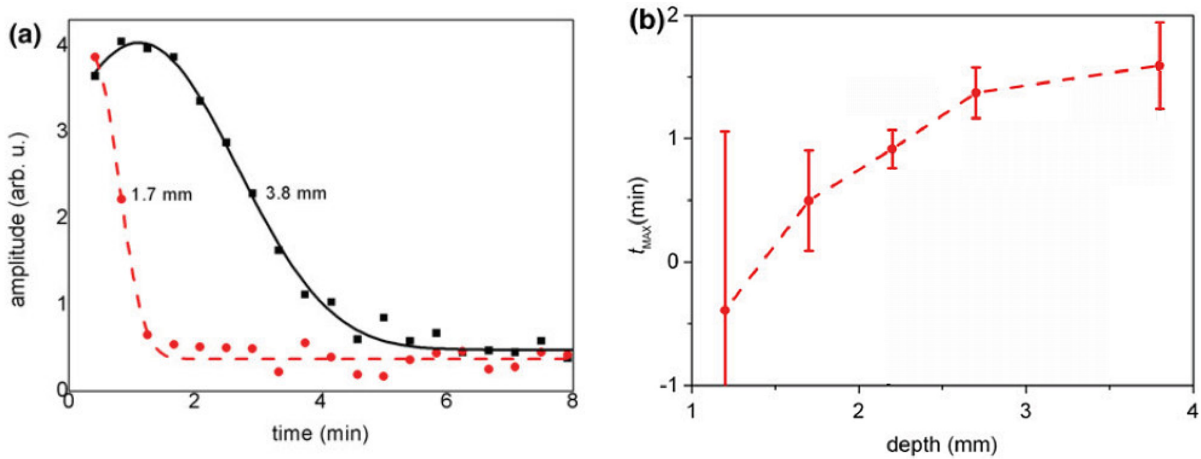 (a)
4
3
2
1
0
0 2 4 6 8
amplitude (arb. u.)
time (min)
1.7 mm
3.8 mm
(b)
2
1
0
-1
1 2 3 4
tMAX(min)
depth (mm)